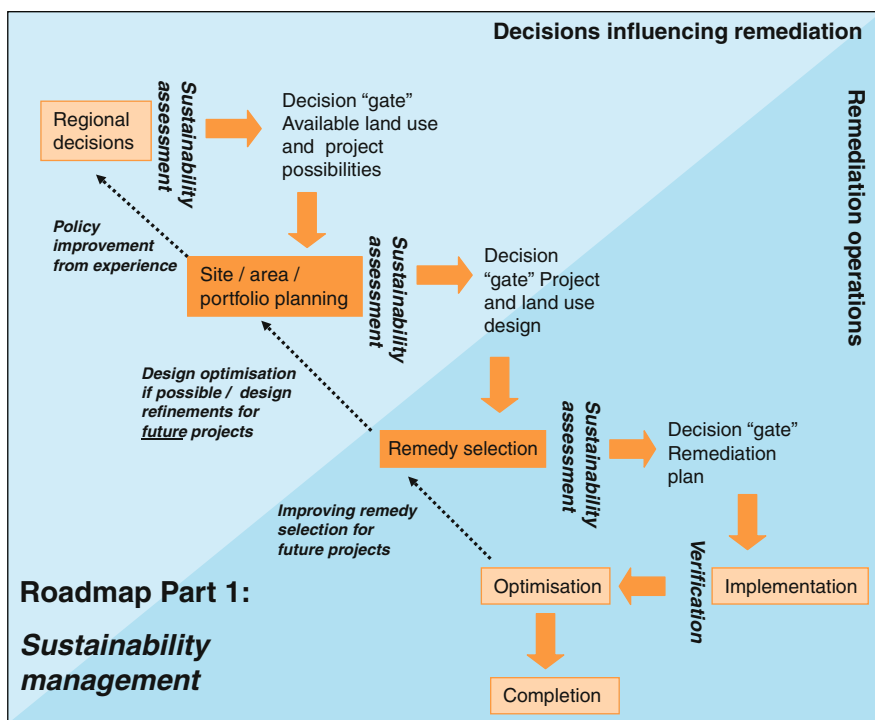 Decisions influencing remediation
Remediation operations
Regional
decisions
Sustainability
assessment
Decision “gate”
Available land use
and project
possibilities
Policy
improvement
from experience
Site / area /
portfolio planning
Sustainability
assessment
Decision
“gate” Project
and land use
design
Design optimisation
if possible / design
refinements for
future projects
Remedy selection
Sustainability
assessment
Decision “gate”
Remediation
plan
Improving remedy
selection for
future projects
Optimisation
Verification
Implementation
Completion
Roadmap Part 1:
Sustainability
management